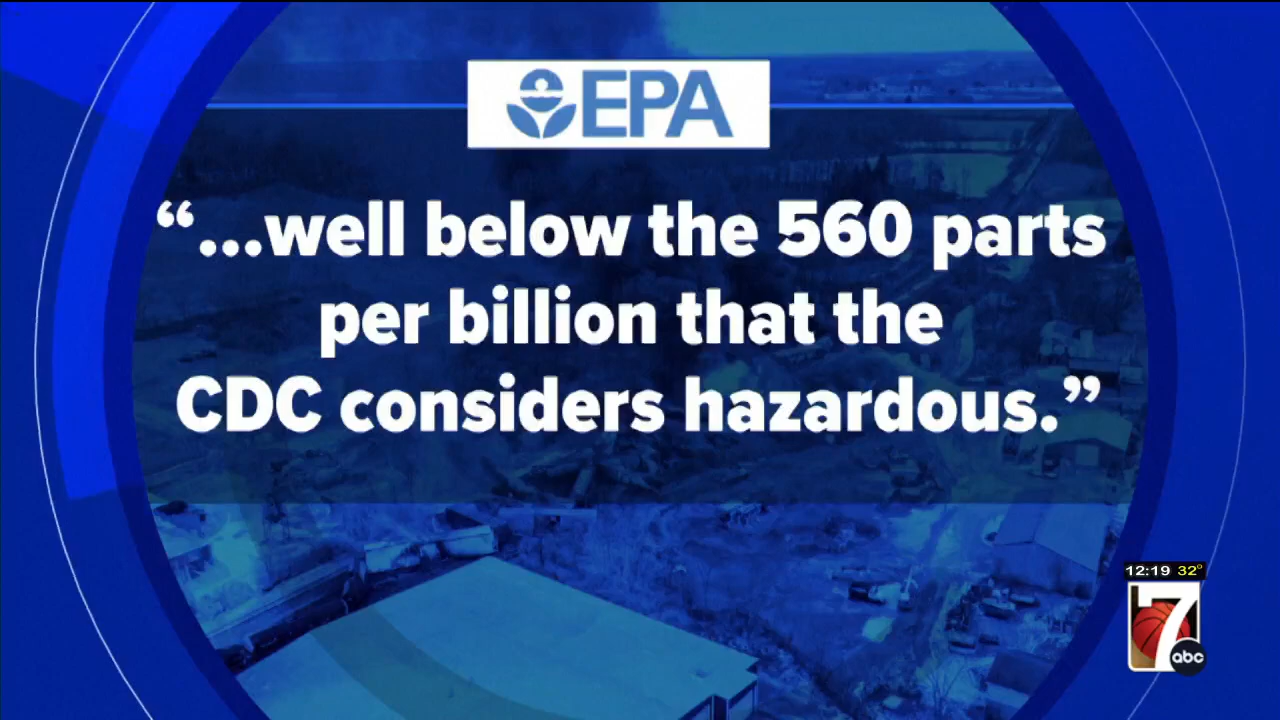 EPA
“...well below the 560 parts
per billion that the
CDC considers hazardous.”
12:19 32°
7
abc